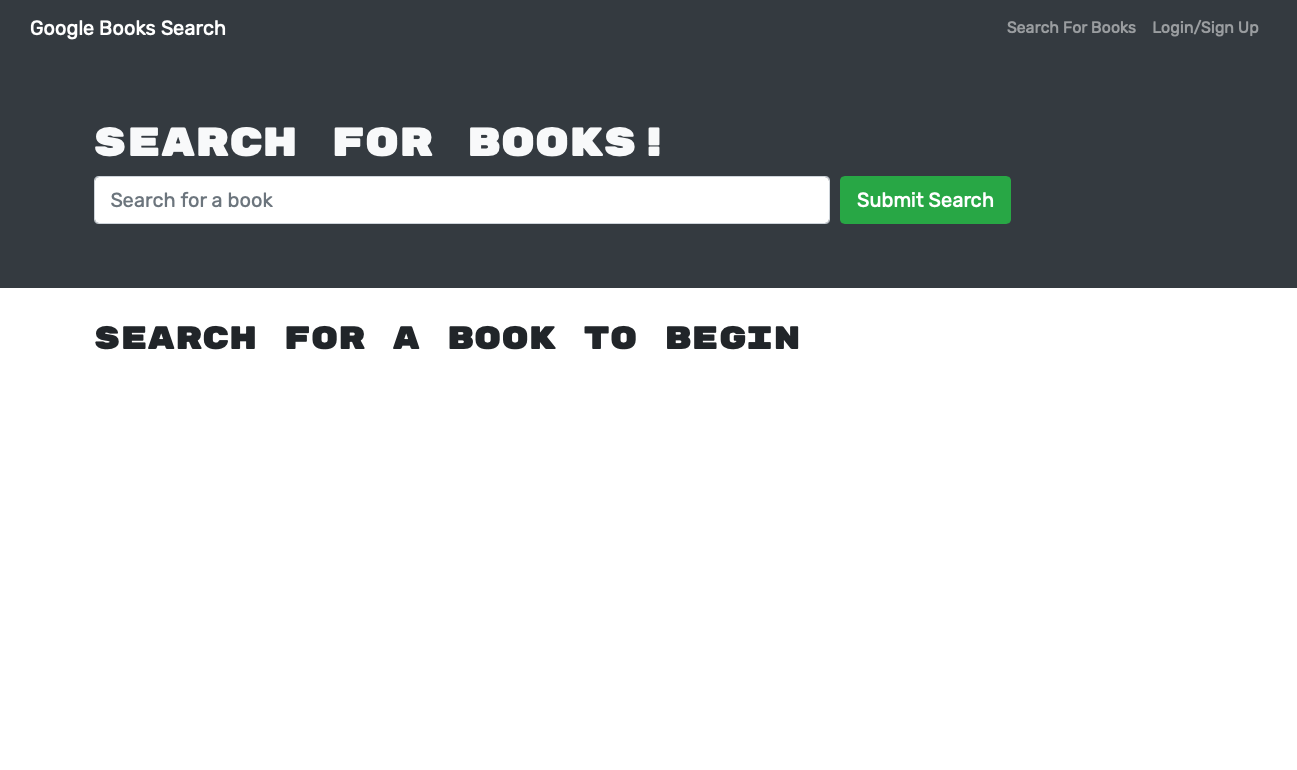 Google Books Search
Search For Books
Login/Sign Up
SEARCH FOR BOOKS!
Search for a book
Submit Search
SEARCH FOR A BOOK TO BEGIN